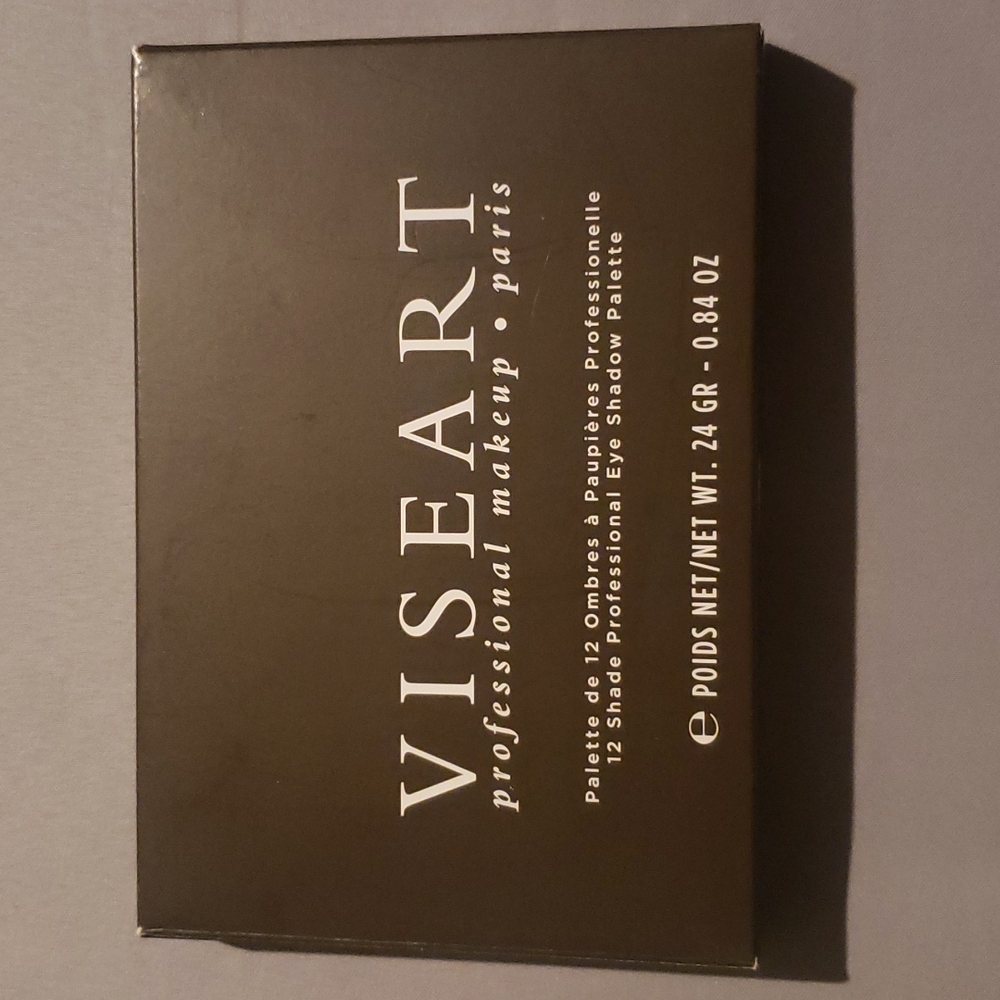 VISEART
professional makeup • paris
Palette de 12 Ombres à Paupières Professionelle
12 Shade Professional Eye Shadow Palette
℮ POIDS NET/NET WT. 24 GR - 0.84 OZ